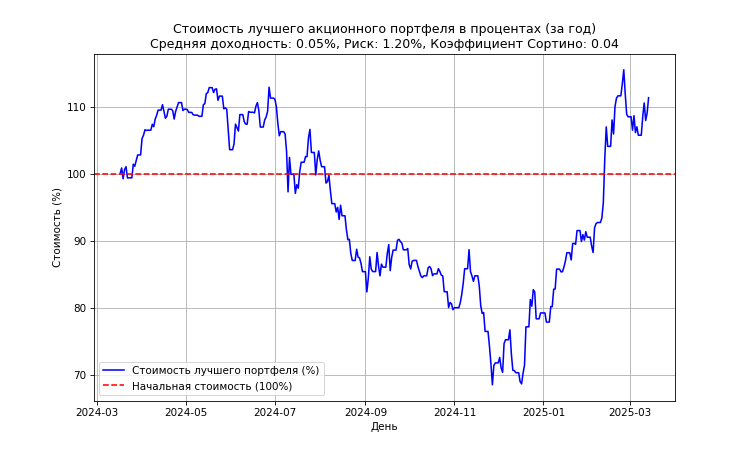 Стоимость лучшего акционного портфеля в процентах (за год)
Средняя доходность: 0.05%, Риск: 1.20%, Коэффициент Сортино: 0.04
Стоимость (%)
110
100
90
80
70
Стоимость лучшего портфеля (%)
Начальная стоимость (100%)
2024-03
2024-05
2024-07
2024-09
2024-11
2025-01
2025-03
День